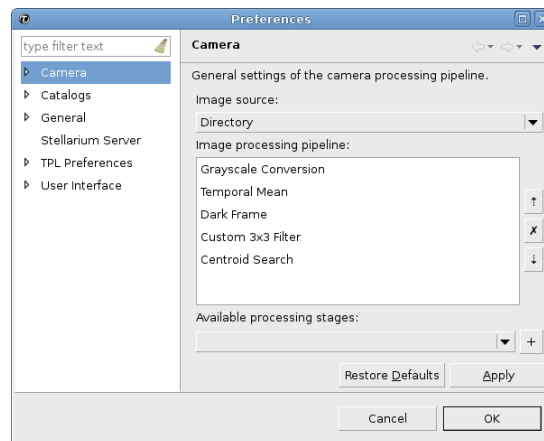 Preferences
type filter text
Camera
Catalogs
General
Stellarium Server
TPL Preferences
User Interface
Camera
General settings of the camera processing pipeline.
Image source:
Directory
Image processing pipeline:
Grayscale Conversion
Temporal Mean
Dark Frame
Custom 3x3 Filter
Centroid Search
Available processing stages:
Restore Defaults
Apply
Cancel
OK